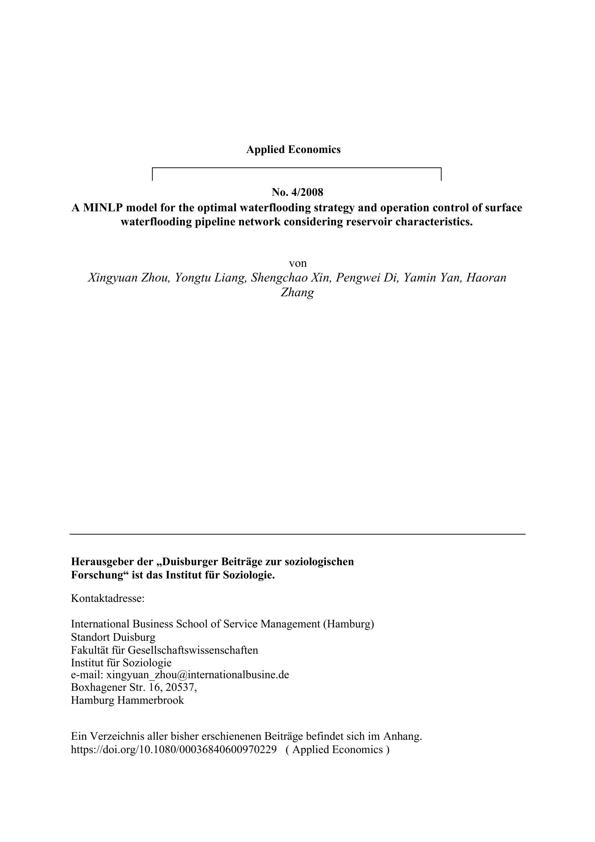 Applied Economics
No. 4/2008
A MINLP model for the optimal waterflooding strategy and operation control of surface
waterflooding pipeline network considering reservoir characteristics.
von
Xingyuan Zhou, Yongtu Liang, Shengchao Xin, Pengwei Di, Yamin Yan, Haoran
Zhang
Herausgeber der „Duisburger Beiträge zur soziologischen
Forschung“ ist das Institut für Soziologie.
Kontaktadresse:
International Business School of Service Management (Hamburg)
Standort Duisburg
Fakultät für Gesellschaftswissenschaften
Institut für Soziologie
e-mail: xingyuan_zhou@internationalbusine.de
Boxhagener Str. 16, 20537,
Hamburg Hammerbrook
Ein Verzeichnis aller bisher erschienenen Beiträge befindet sich im Anhang.
https://doi.org/10.1080/00036840600970229 ( Applied Economics )